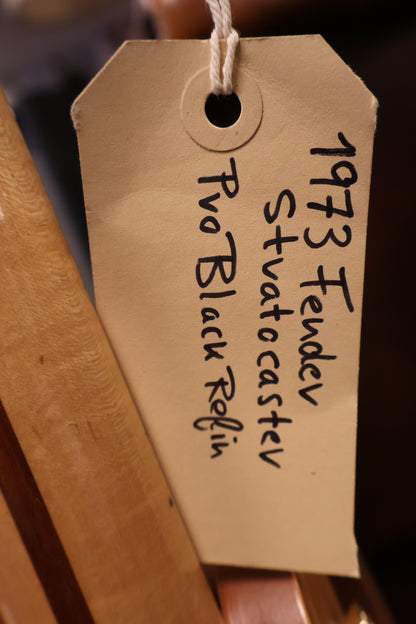 1973 Fender
Stratocaster
Pro Black Refin